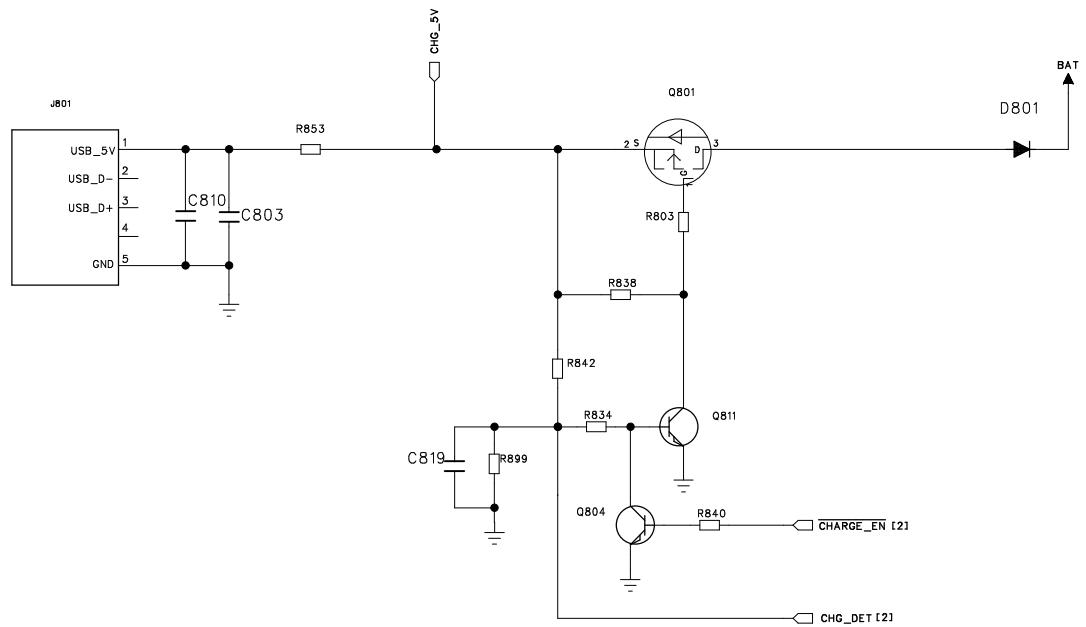 CHG_5V
BAT
Q801
J801
D801
R853
USB_5V 1
2 S
D 3
USB_D- 2
G
1
USB_D+ 3
C810
C803
R803
4
GND 5
R838
R842
R834
Q811
C819
R899
Q804
R840
CHARGE_EN [2]
CHG_DET [2]